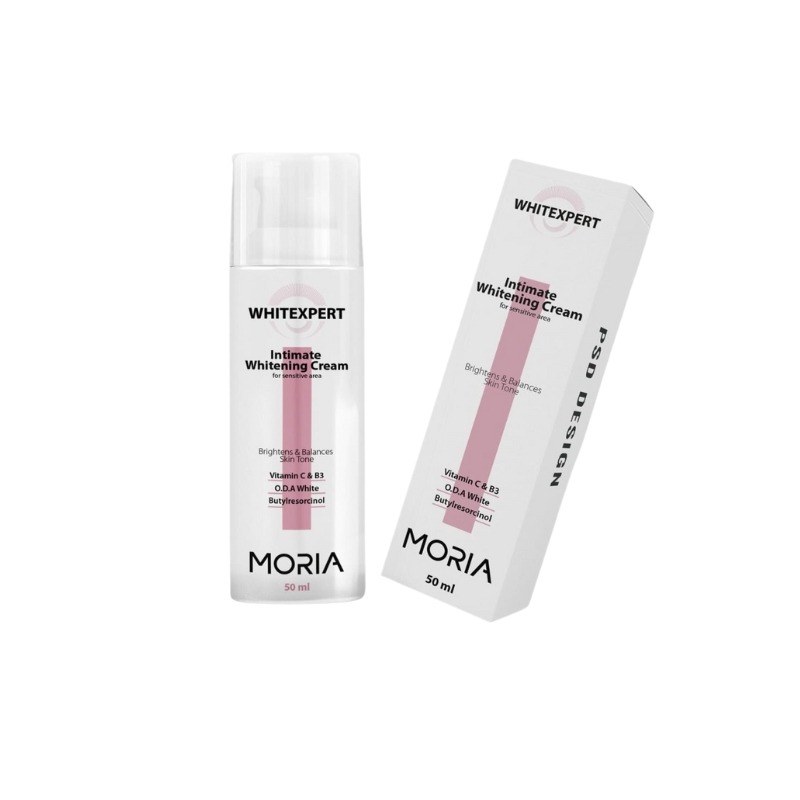 WHITEXPERT
Intimate
Whitening Cream
for sensitive area
Brightens & Balances
Skin Tone
Vitamin C & B3
O.D.A White
Butylresorcinol
MORIA
50 ml
WHITEXPERT
Intimate
Whitening Cream
for sensitive area
Brightens & Balances
Skin Tone
Vitamin C & B3
O.D.A White
Butylresorcinol
MORIA
50 ml
PSD DESIGN